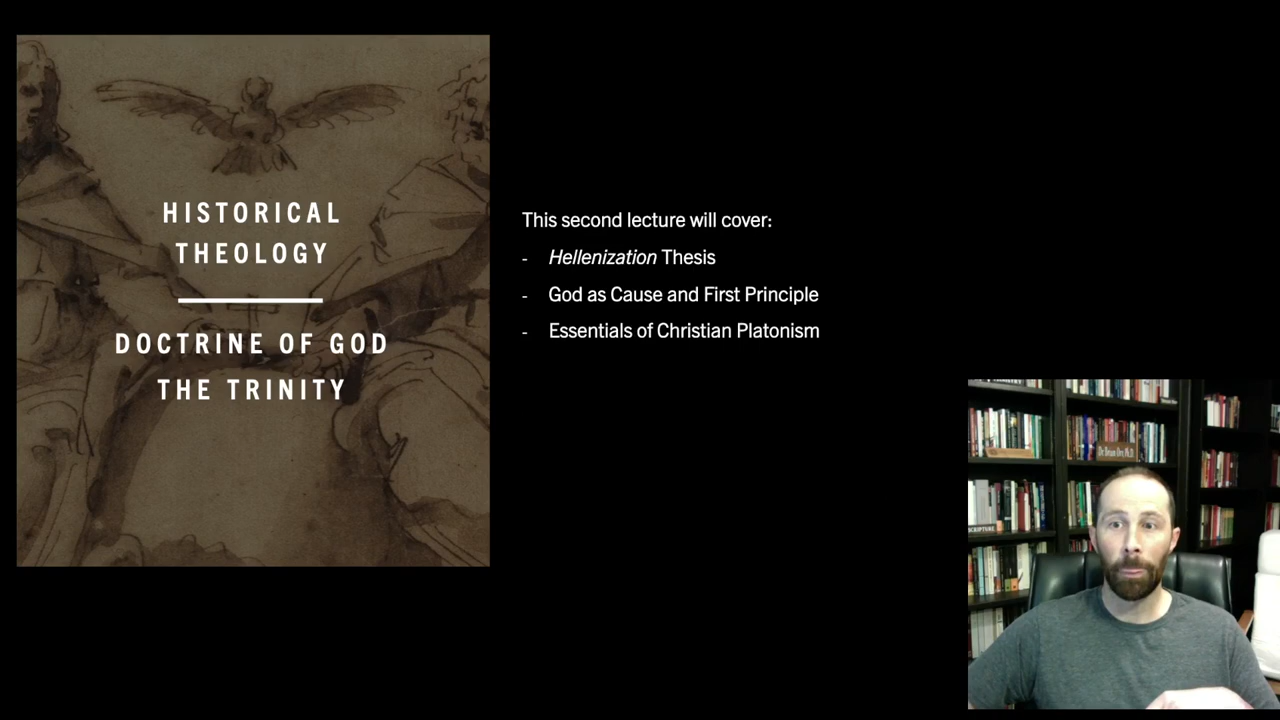 HISTORICAL
THEOLOGY
DOCTRINE OF GOD
THE TRINITY
This second lecture will cover:
- Hellenization Thesis
- God as Cause and First Principle
- Essentials of Christian Platonism
SCRIPTURE